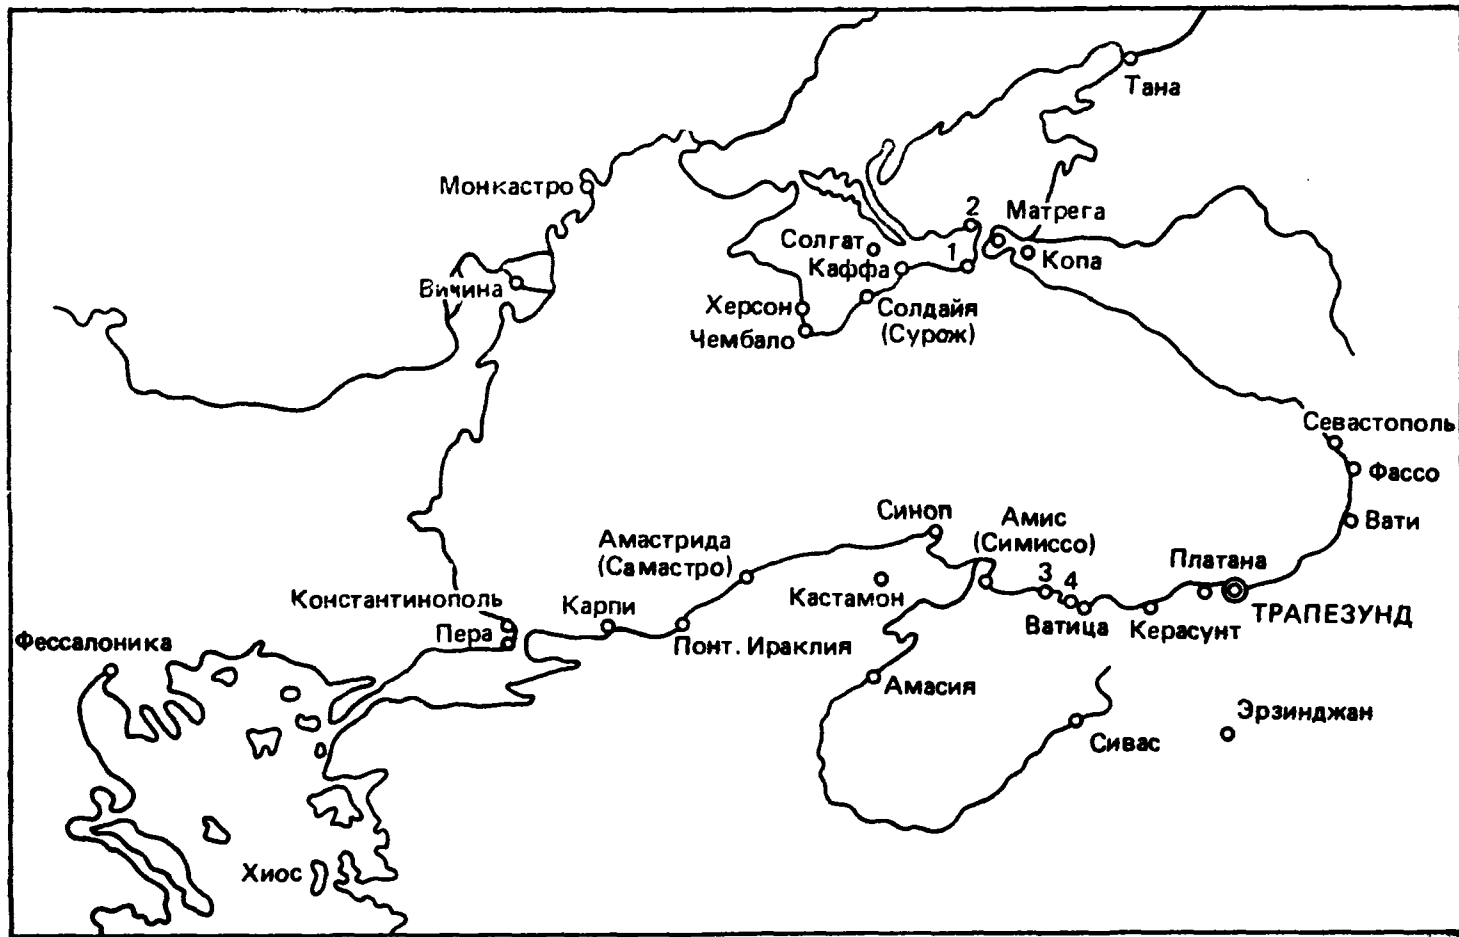 Тана
Монкастро
2
Матрега
Солгат
1
Копа
Каффа
Вичина
Херсон
Солдайя
(Сурож)
Чембало
Севастополь
Фассо
Синоп
Амис
(Симиссо)
Вати
Амастрида
(Самастро)
Платана
3
4
Кастамон
Константинополь
Карпи
Ватица
Керасунт
ТРАПЕЗУНД
Пера
Понт. Ираклия
Фессалоника
Амасия
Сивас
Эрзинджан
Хиос